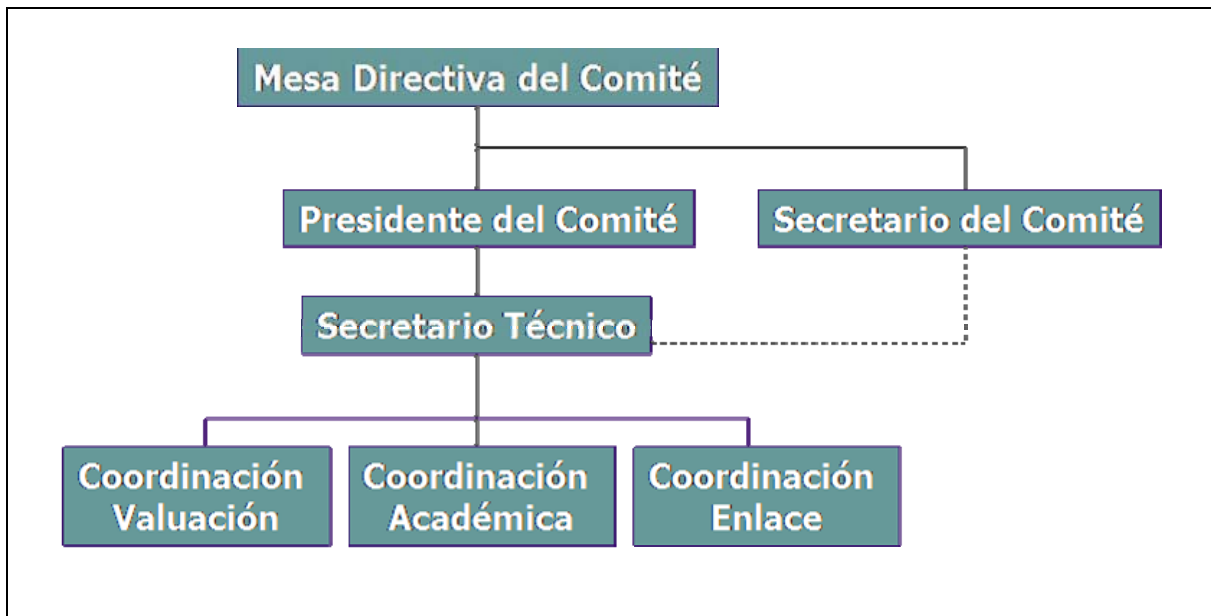 Mesa Directiva del Comité
Presidente del Comité
Secretario del Comité
Secretario Técnico
Coordinación
Valuación
Coordinación
Académica
Coordinación
Enlace